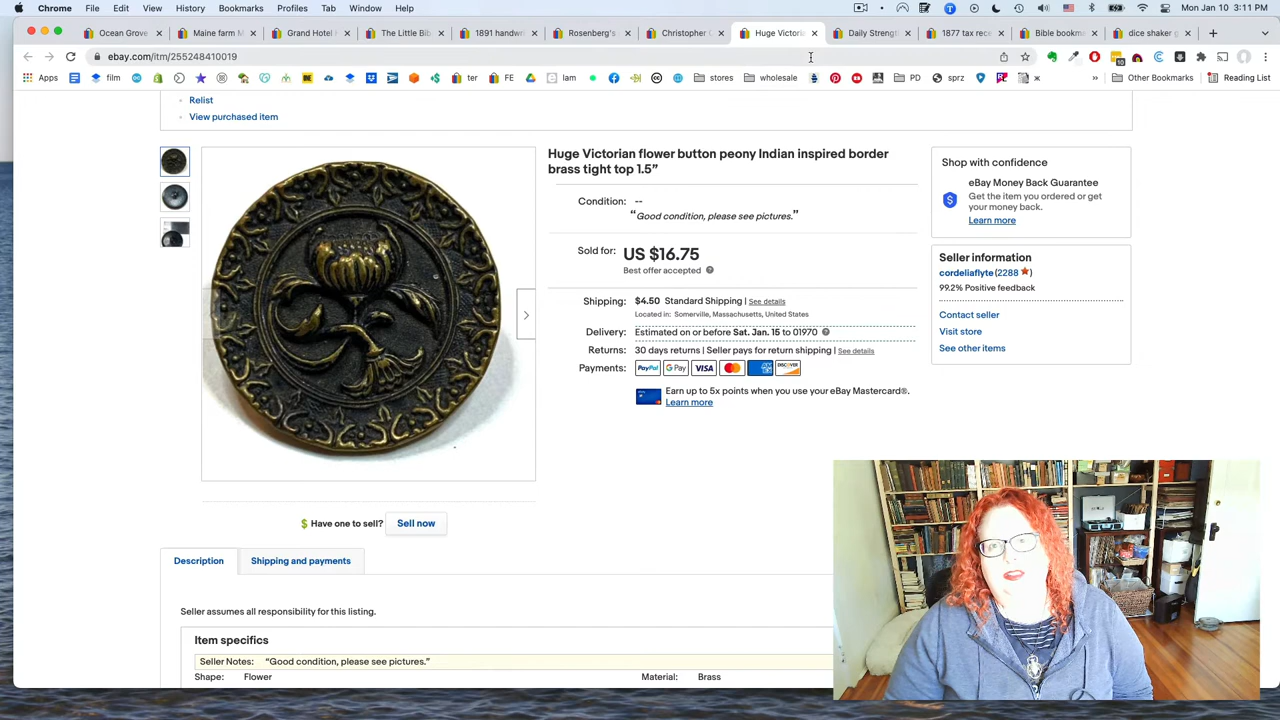 Chrome File Edit View History Bookmarks Profiles Tab Window Help Mon Jan 10 3:11 PM
Ocean Grove Maine farm M Grand Hotel The Little Bib 1891 handwri Rosenberg's Christopher C Huge Victoria Daily Strength 1877 tax rece Bible bookm dice shaker g
ebay.com/itm/255248410019
Apps film ter FE lam stores wholesale PD sprz ж » Other Bookmarks Reading List
Relist
View purchased item
Huge Victorian flower button peony Indian inspired border
brass tight top 1.5”
Condition: --
“Good condition, please see pictures.”
Sold for: US $16.75
Best offer accepted
Shipping: $4.50 Standard Shipping | See details
Located in: Somerville, Massachusetts, United States
Delivery: Estimated on or before Sat. Jan. 15 to 01970
Returns: 30 days returns | Seller pays for return shipping | See details
Payments: PayPal G Pay VISA DISCOVER
Earn up to 5x points when you use your eBay Mastercard®.
Learn more
Shop with confidence
eBay Money Back Guarantee
Get the item you ordered or get
your money back.
Learn more
Seller information
cordeliaflyte (2288 )
99.2% Positive feedback
Contact seller
Visit store
See other items
$ Have one to sell? Sell now
Description Shipping and payments
Seller assumes all responsibility for this listing.
Item specifics
Seller Notes: “Good condition, please see pictures.”
Shape: Flower Material: Brass